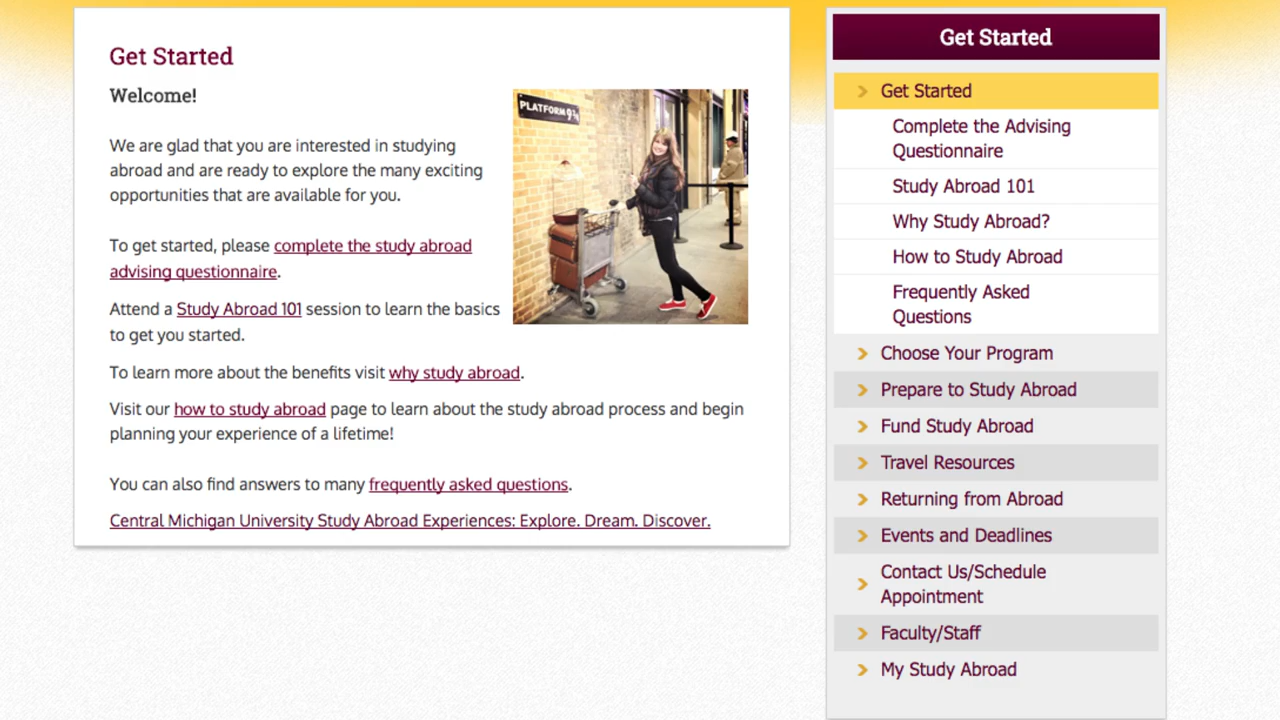 Get Started
Welcome!
PLATFORM 9¾
We are glad that you are interested in studying
abroad and are ready to explore the many exciting
opportunities that are available for you.
To get started, please complete the study abroad
advising questionnaire.
Attend a Study Abroad 101 session to learn the basics
to get you started.
To learn more about the benefits visit why study abroad.
Visit our how to study abroad page to learn about the study abroad process and begin
planning your experience of a lifetime!
You can also find answers to many frequently asked questions.
Central Michigan University Study Abroad Experiences: Explore. Dream. Discover.
Get Started
Get Started
Complete the Advising
Questionnaire
Study Abroad 101
Why Study Abroad?
How to Study Abroad
Frequently Asked
Questions
Choose Your Program
Prepare to Study Abroad
Fund Study Abroad
Travel Resources
Returning from Abroad
Events and Deadlines
Contact Us/Schedule
Appointment
Faculty/Staff
My Study Abroad